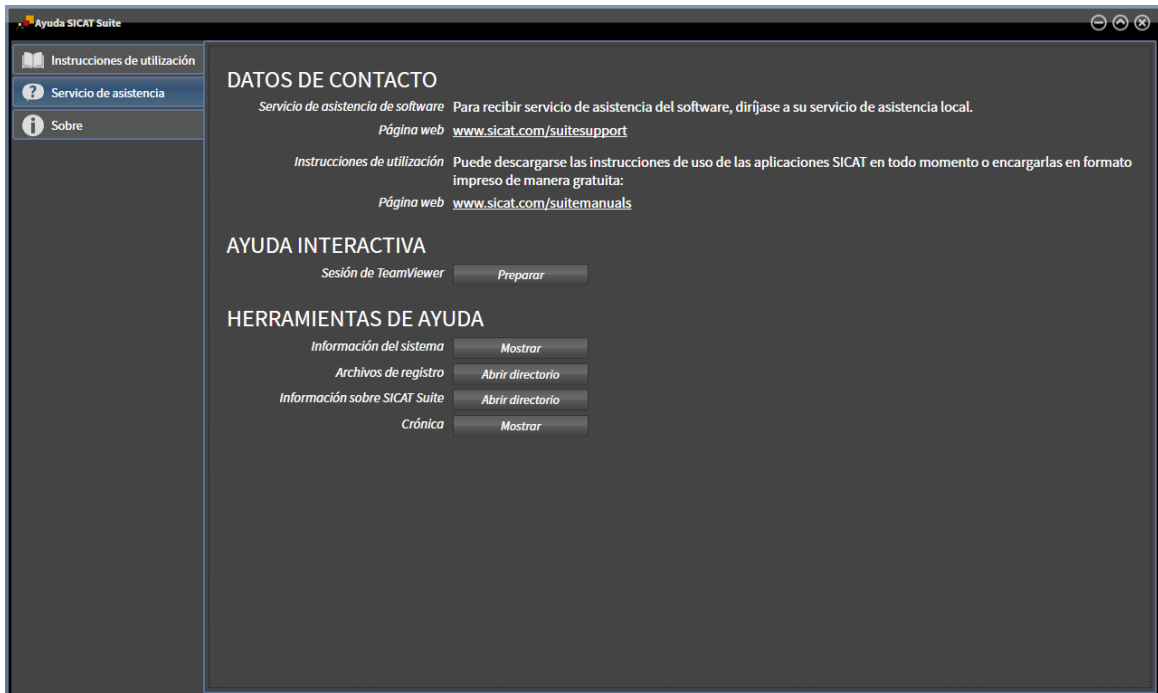 Ayuda SICAT Suite
Instrucciones de utilización
Servicio de asistencia
Sobre
DATOS DE CONTACTO
Servicio de asistencia de software Para recibir servicio de asistencia del software, diríjase a su servicio de asistencia local.
Página web www.sicat.com/suitesupport
Instrucciones de utilización Puede descargarse las instrucciones de uso de las aplicaciones SICAT en todo momento o encargarlas en formato
impreso de manera gratuita:
Página web www.sicat.com/suitemanuals
AYUDA INTERACTIVA
Sesión de TeamViewer Preparar
HERRAMIENTAS DE AYUDA
Información del sistema Mostrar
Archivos de registro Abrir directorio
Información sobre SICAT Suite Abrir directorio
Crónica Mostrar